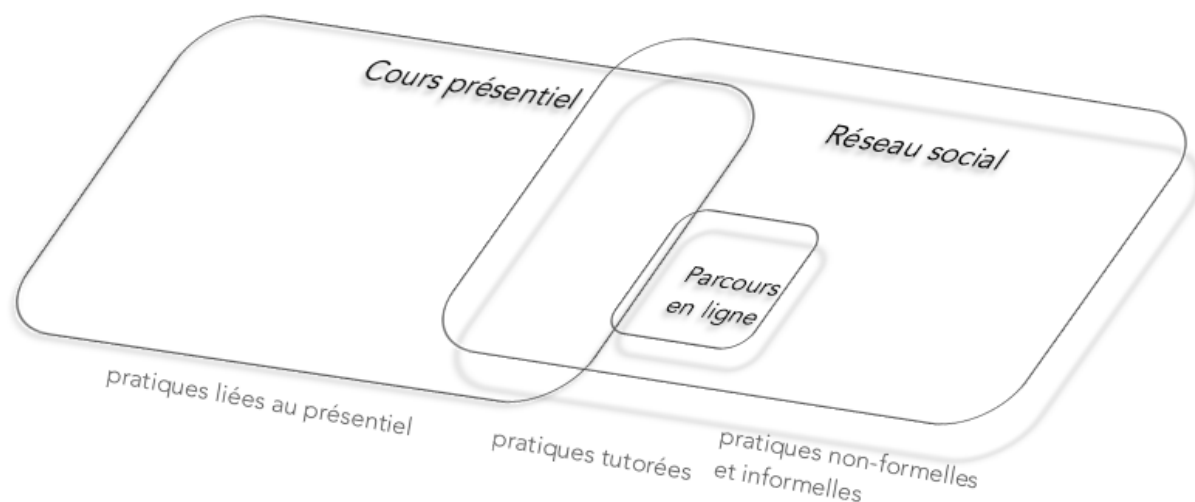 Cours présentiel
Réseau social
Parcours
en ligne
pratiques liées au présentiel
pratiques tutorées
pratiques non-formelles
et informelles